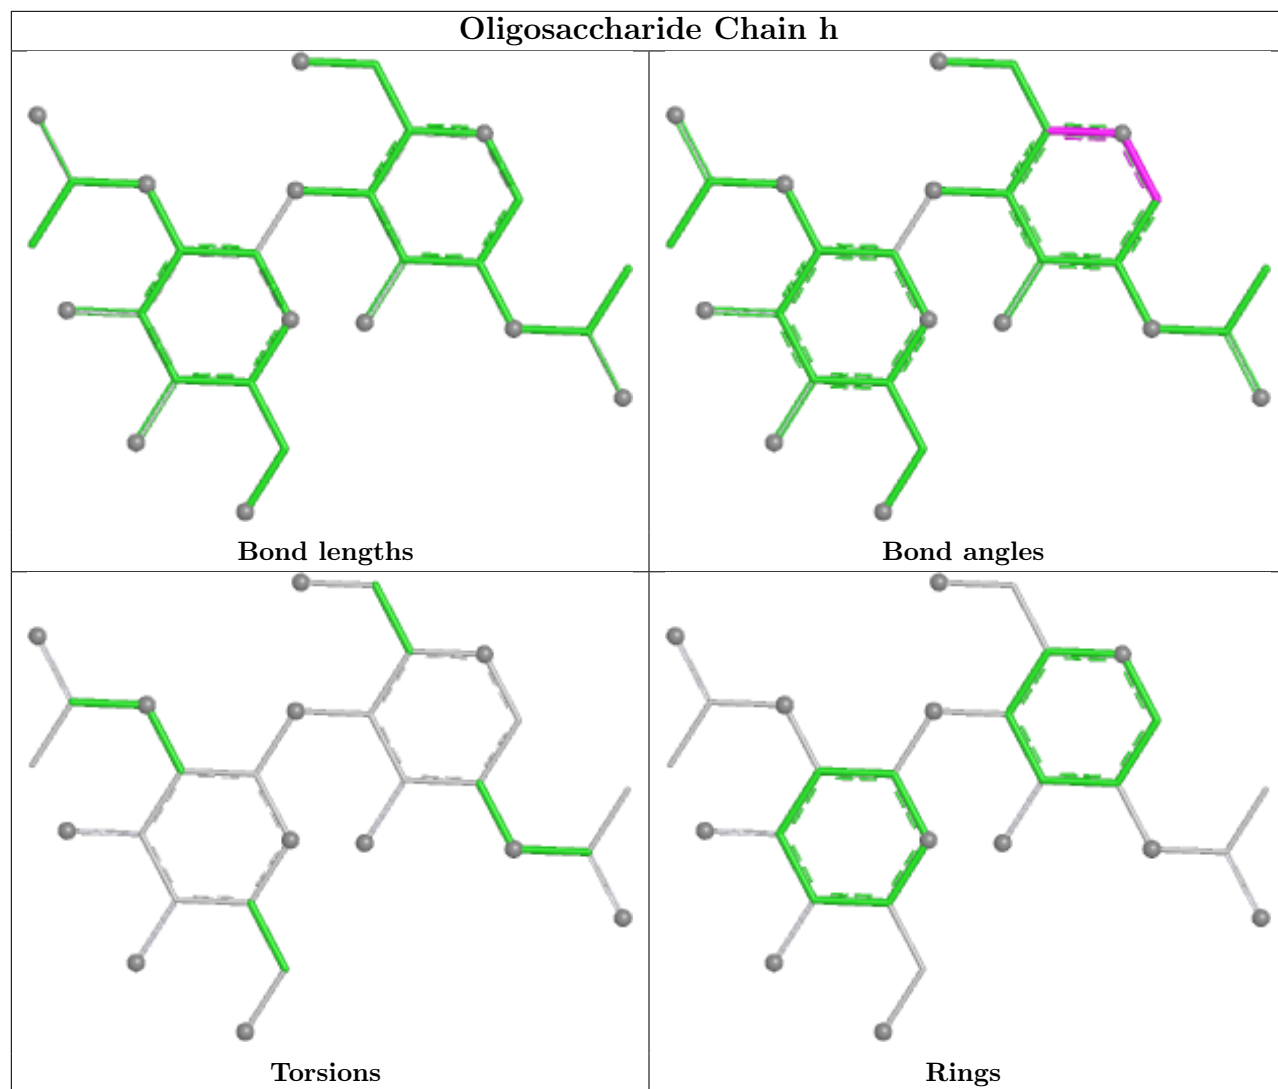 Oligosaccharide Chain h
Bond lengths
Bond angles
Torsions
Rings